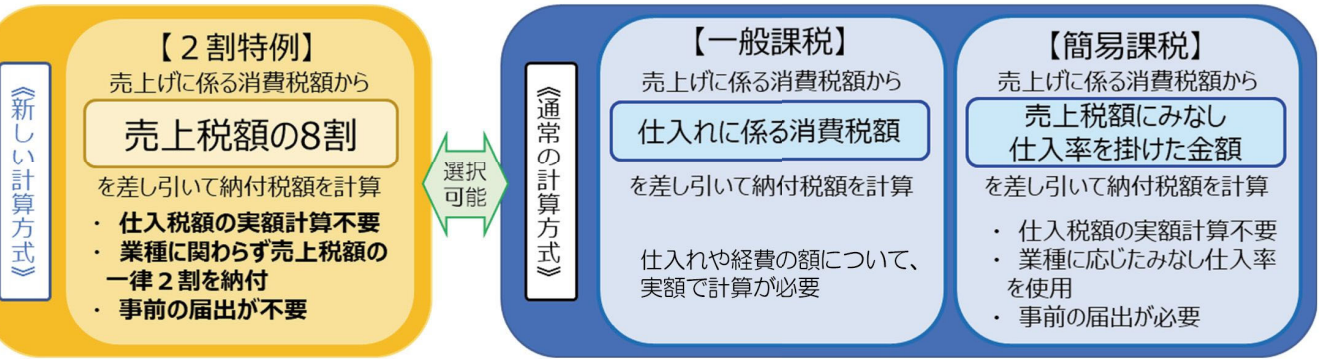 《新しい計算方式》
【２割特例】
売上げに係る消費税額から
売上税額の8割
を差し引いて納付税額を計算
・ 仕入税額の実額計算不要
・ 業種に関わらず売上税額の
一律２割を納付
・ 事前の届出が不要
選択
可能
《通常の計算方式》
【一般課税】
売上げに係る消費税額から
仕入れに係る消費税額
を差し引いて納付税額を計算
仕入れや経費の額について、
実額で計算が必要
【簡易課税】
売上げに係る消費税額から
売上税額にみなし
仕入率を掛けた金額
を差し引いて納付税額を計算
・ 仕入税額の実額計算不要
・ 業種に応じたみなし仕入率
を使用
・ 事前の届出が必要